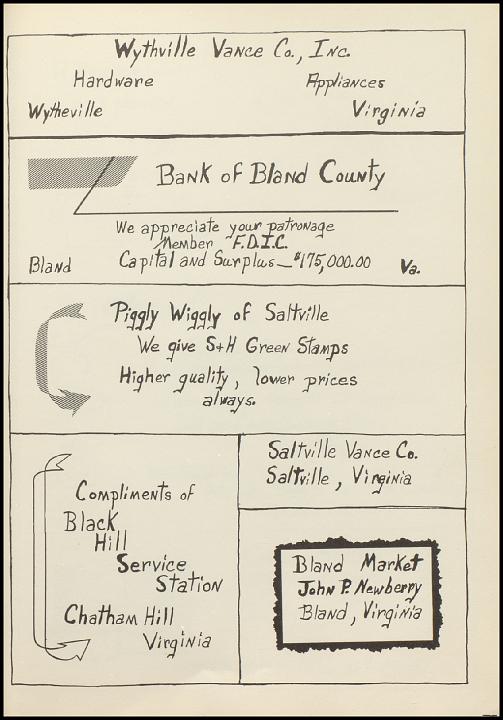 Wythville Vance Co., Inc.
Hardware Appliances
Wytheville Virginia
Bank of Bland County
We appreciate your patronage
Member F.D.I.C.
Capital and Surplus — $175,000.00
Bland Va.
Piggly Wiggly of Saltville
We give S+H Green Stamps
Higher quality, lower prices
always.
Compliments of
Black
Hill
Service
Station
Chatham Hill
Virginia
Saltville Vance Co.
Saltville, Virginia
Bland Market
John P. Newberry
Bland, Virginia